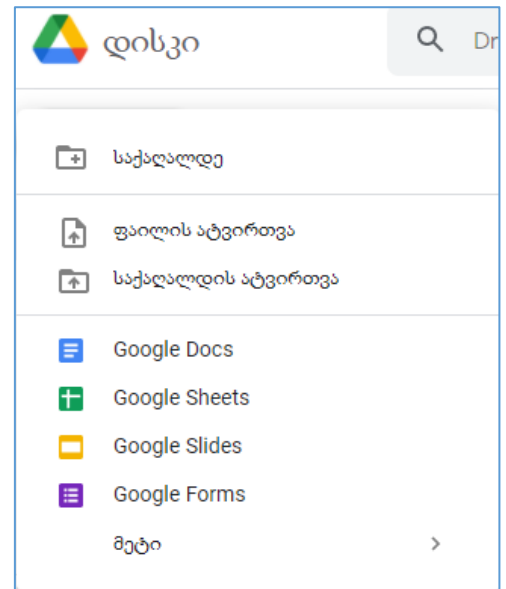 დისკი
Dr
საქაღალდე
ფაილის ატვირთვა
საქაღალდის ატვირთვა
Google Docs
Google Sheets
Google Slides
Google Forms
მეტი